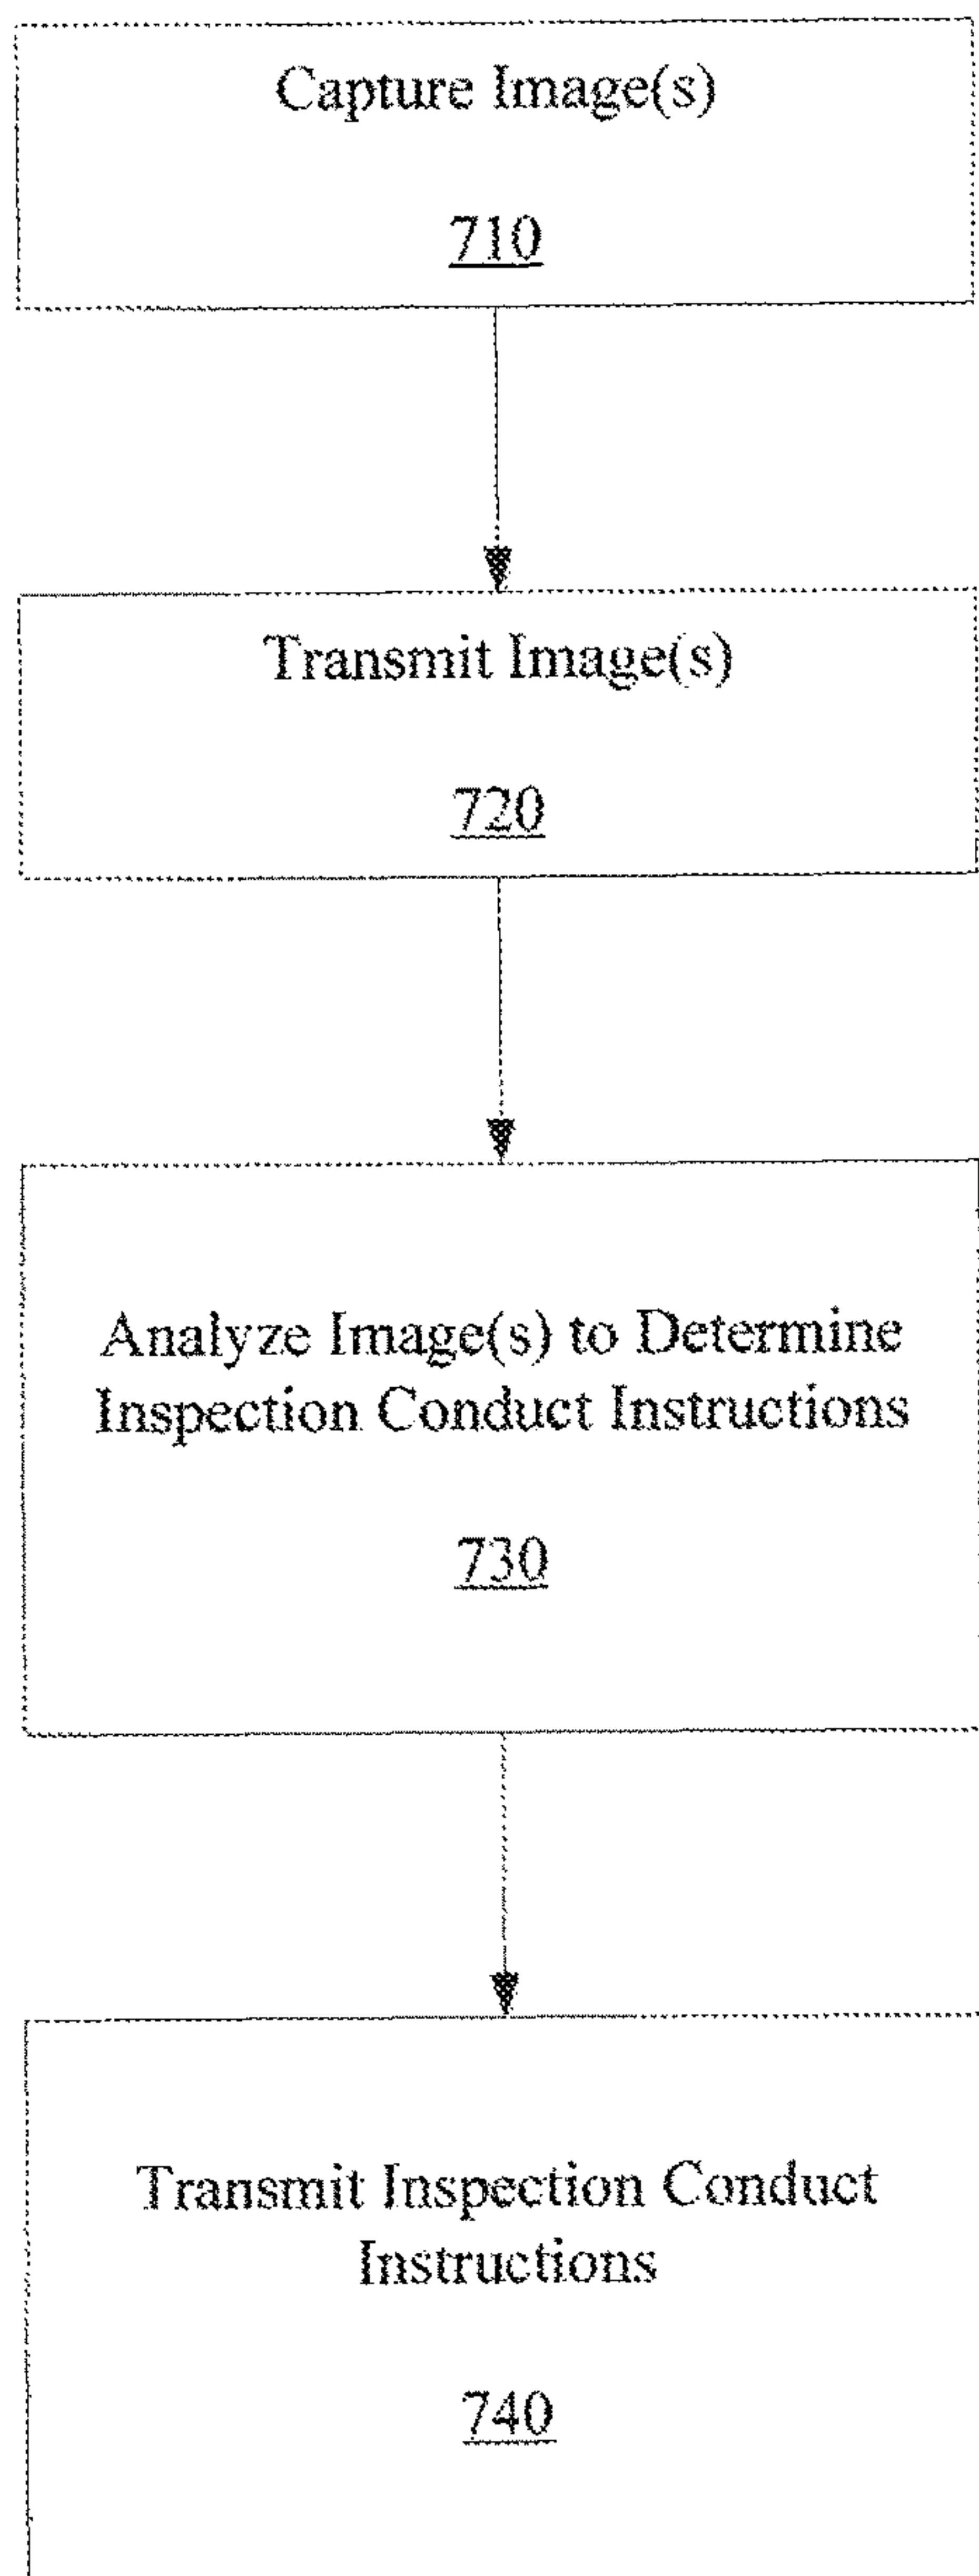 Capture Image(s)
710
Transmit Image(s)
720
Analyze Image(s) to Determine
Inspection Conduct Instructions
730
Transmit Inspection Conduct
Instructions
740